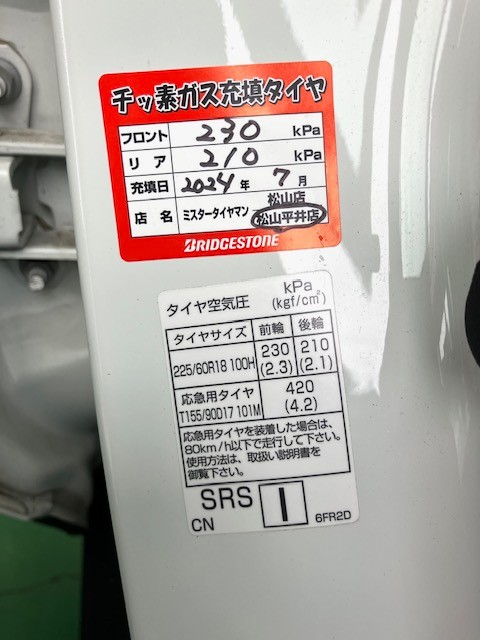 チッ素ガス充填タイヤ
フロント 230 kPa
リア 210 kPa
充填日 2024年 7月
店名 ミスタータイヤマン 松山店
松山平井店
BRIDGESTONE
タイヤ空気圧 kPa
(kgf/cm²)
タイヤサイズ 前輪 後輪
225/60R18 100H 230 (2.3) 210 (2.1)
応急用タイヤ
T155/90D17 101M 420 (4.2)
応急用タイヤを装着した場合は、
80km/h以下で走行して下さい。
使用方法は、取扱い説明書を
御覧下さい。
SRS I
CN 6FR2D